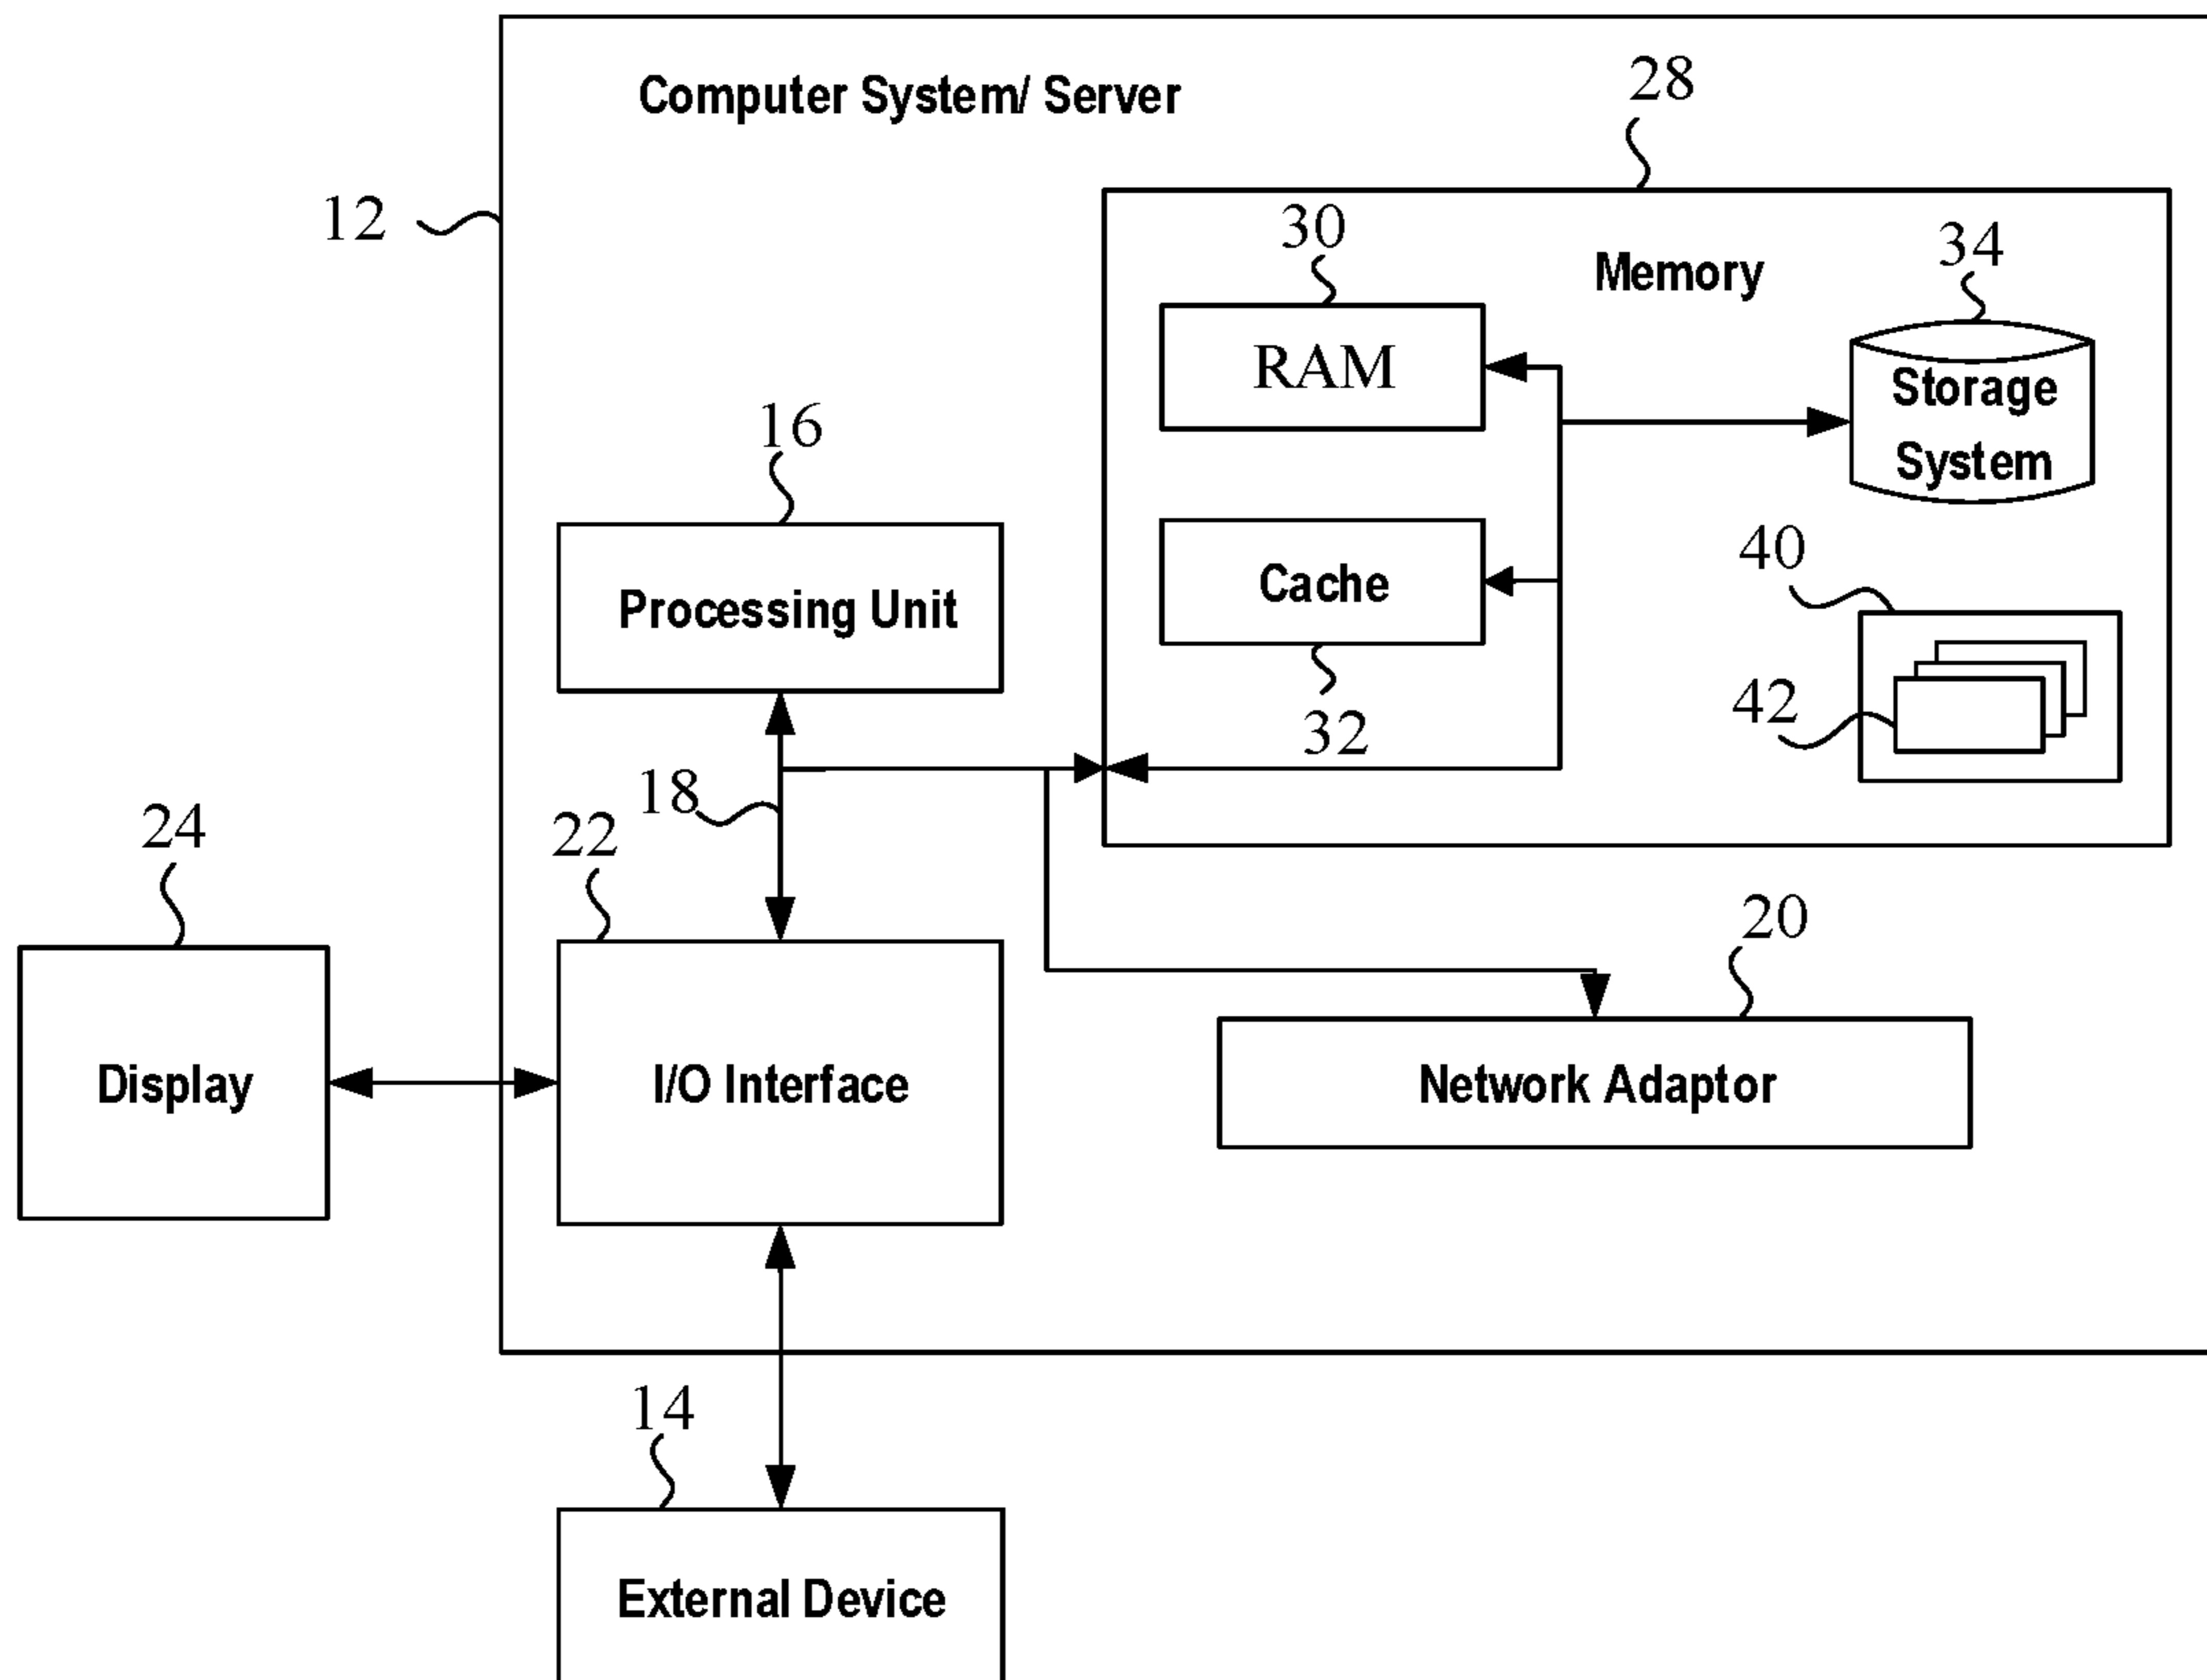 Computer System/ Server
28
12
30
Memory
34
RAM
Storage
System
16
40
Cache
Processing Unit
42
32
18
24
22
20
Display
I/O Interface
Network Adaptor
14
External Device